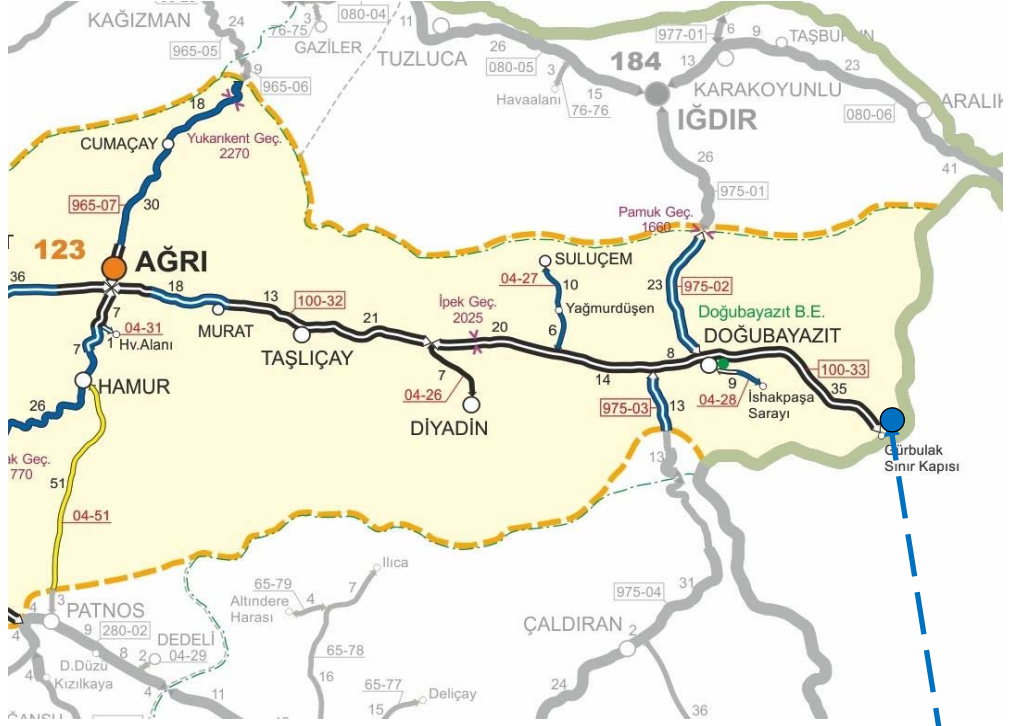 KAĞIZMAN
24
965-05
3
76-75
GAZİLER
080-04
11
TUZLUCA
26
080-05
3
Havaalanı
15
76-76
184
IĞDIR
977-01
6
9
13
KARAKOYUNLU
23
080-06
ARALIK
41
9
965-06
18
Yukarıkent Geç.
2270
CUMAÇAY
30
965-07
26
975-01
Pamuk Geç.
1660
123
AĞRI
36
18
7
04-31
1
Hv.Alanı
7
HAMUR
26
MURAT
13
100-32
TAŞLIÇAY
21
İpek Geç.
2025
20
7
04-26
DİYADİN
SULUÇEM
04-27
10
Yağmurdüşen
6
23
975-02
Doğubayazıt B.E.
DOĞUBAYAZIT
8
14
975-03
13
9
04-28
İshakpaşa
Sarayı
100-33
35
Gürbulak
Sınır Kapısı
ak Geç.
770
51
04-51
13
975-04
31
ÇALDIRAN
2
24
36
4
3
PATNOS
4
9
280-02
8
DEDELİ
2
04-29
D.Düzü
Kızılkaya
4
4
11
65-79
Altındere
Harası
4
7
Ilıca
65-78
16
65-77
15
Deliçay